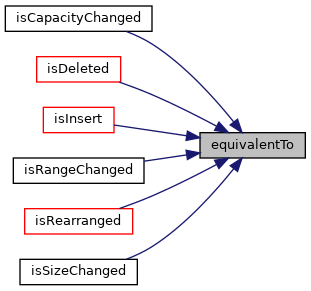 isCapacityChanged
isDeleted
isInsert
equivalentTo
isRangeChanged
isRearranged
isSizeChanged